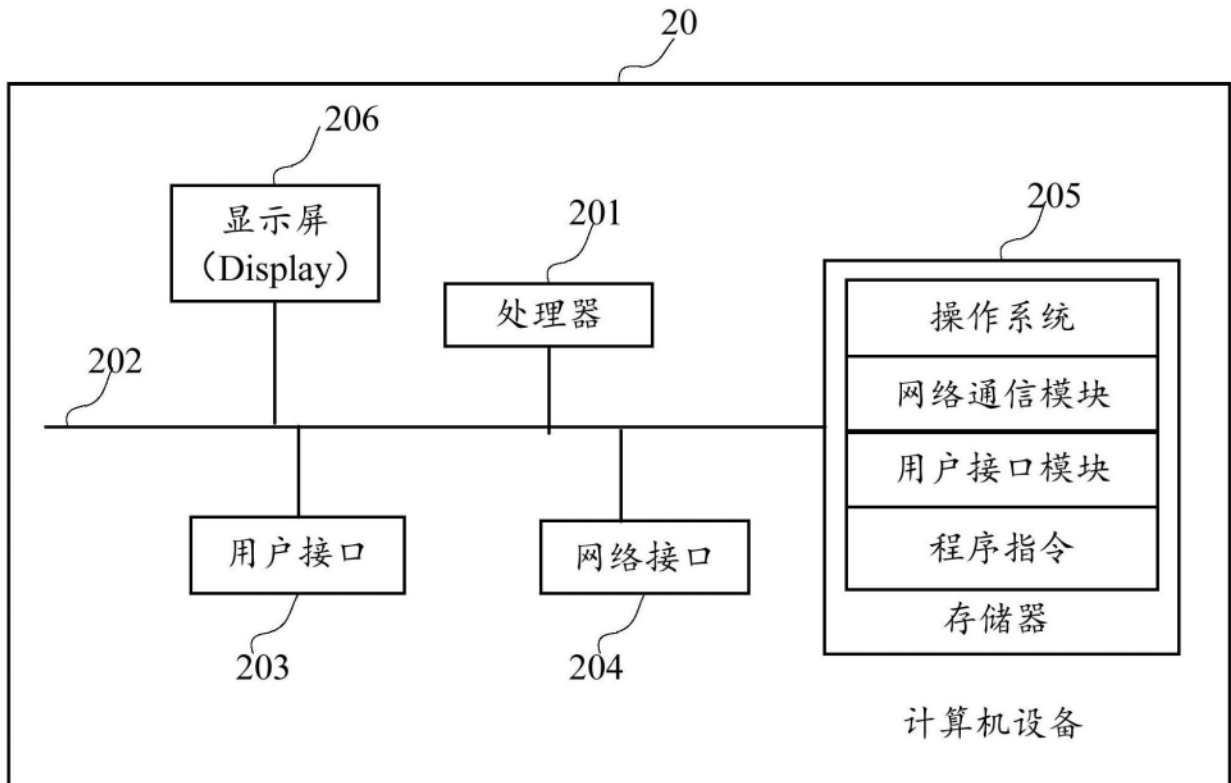 20
206
显示屏
（Display）
201
处理器
205
操作系统
网络通信模块
用户接口模块
程序指令
存储器
202
用户接口
203
网络接口
204
计算机设备